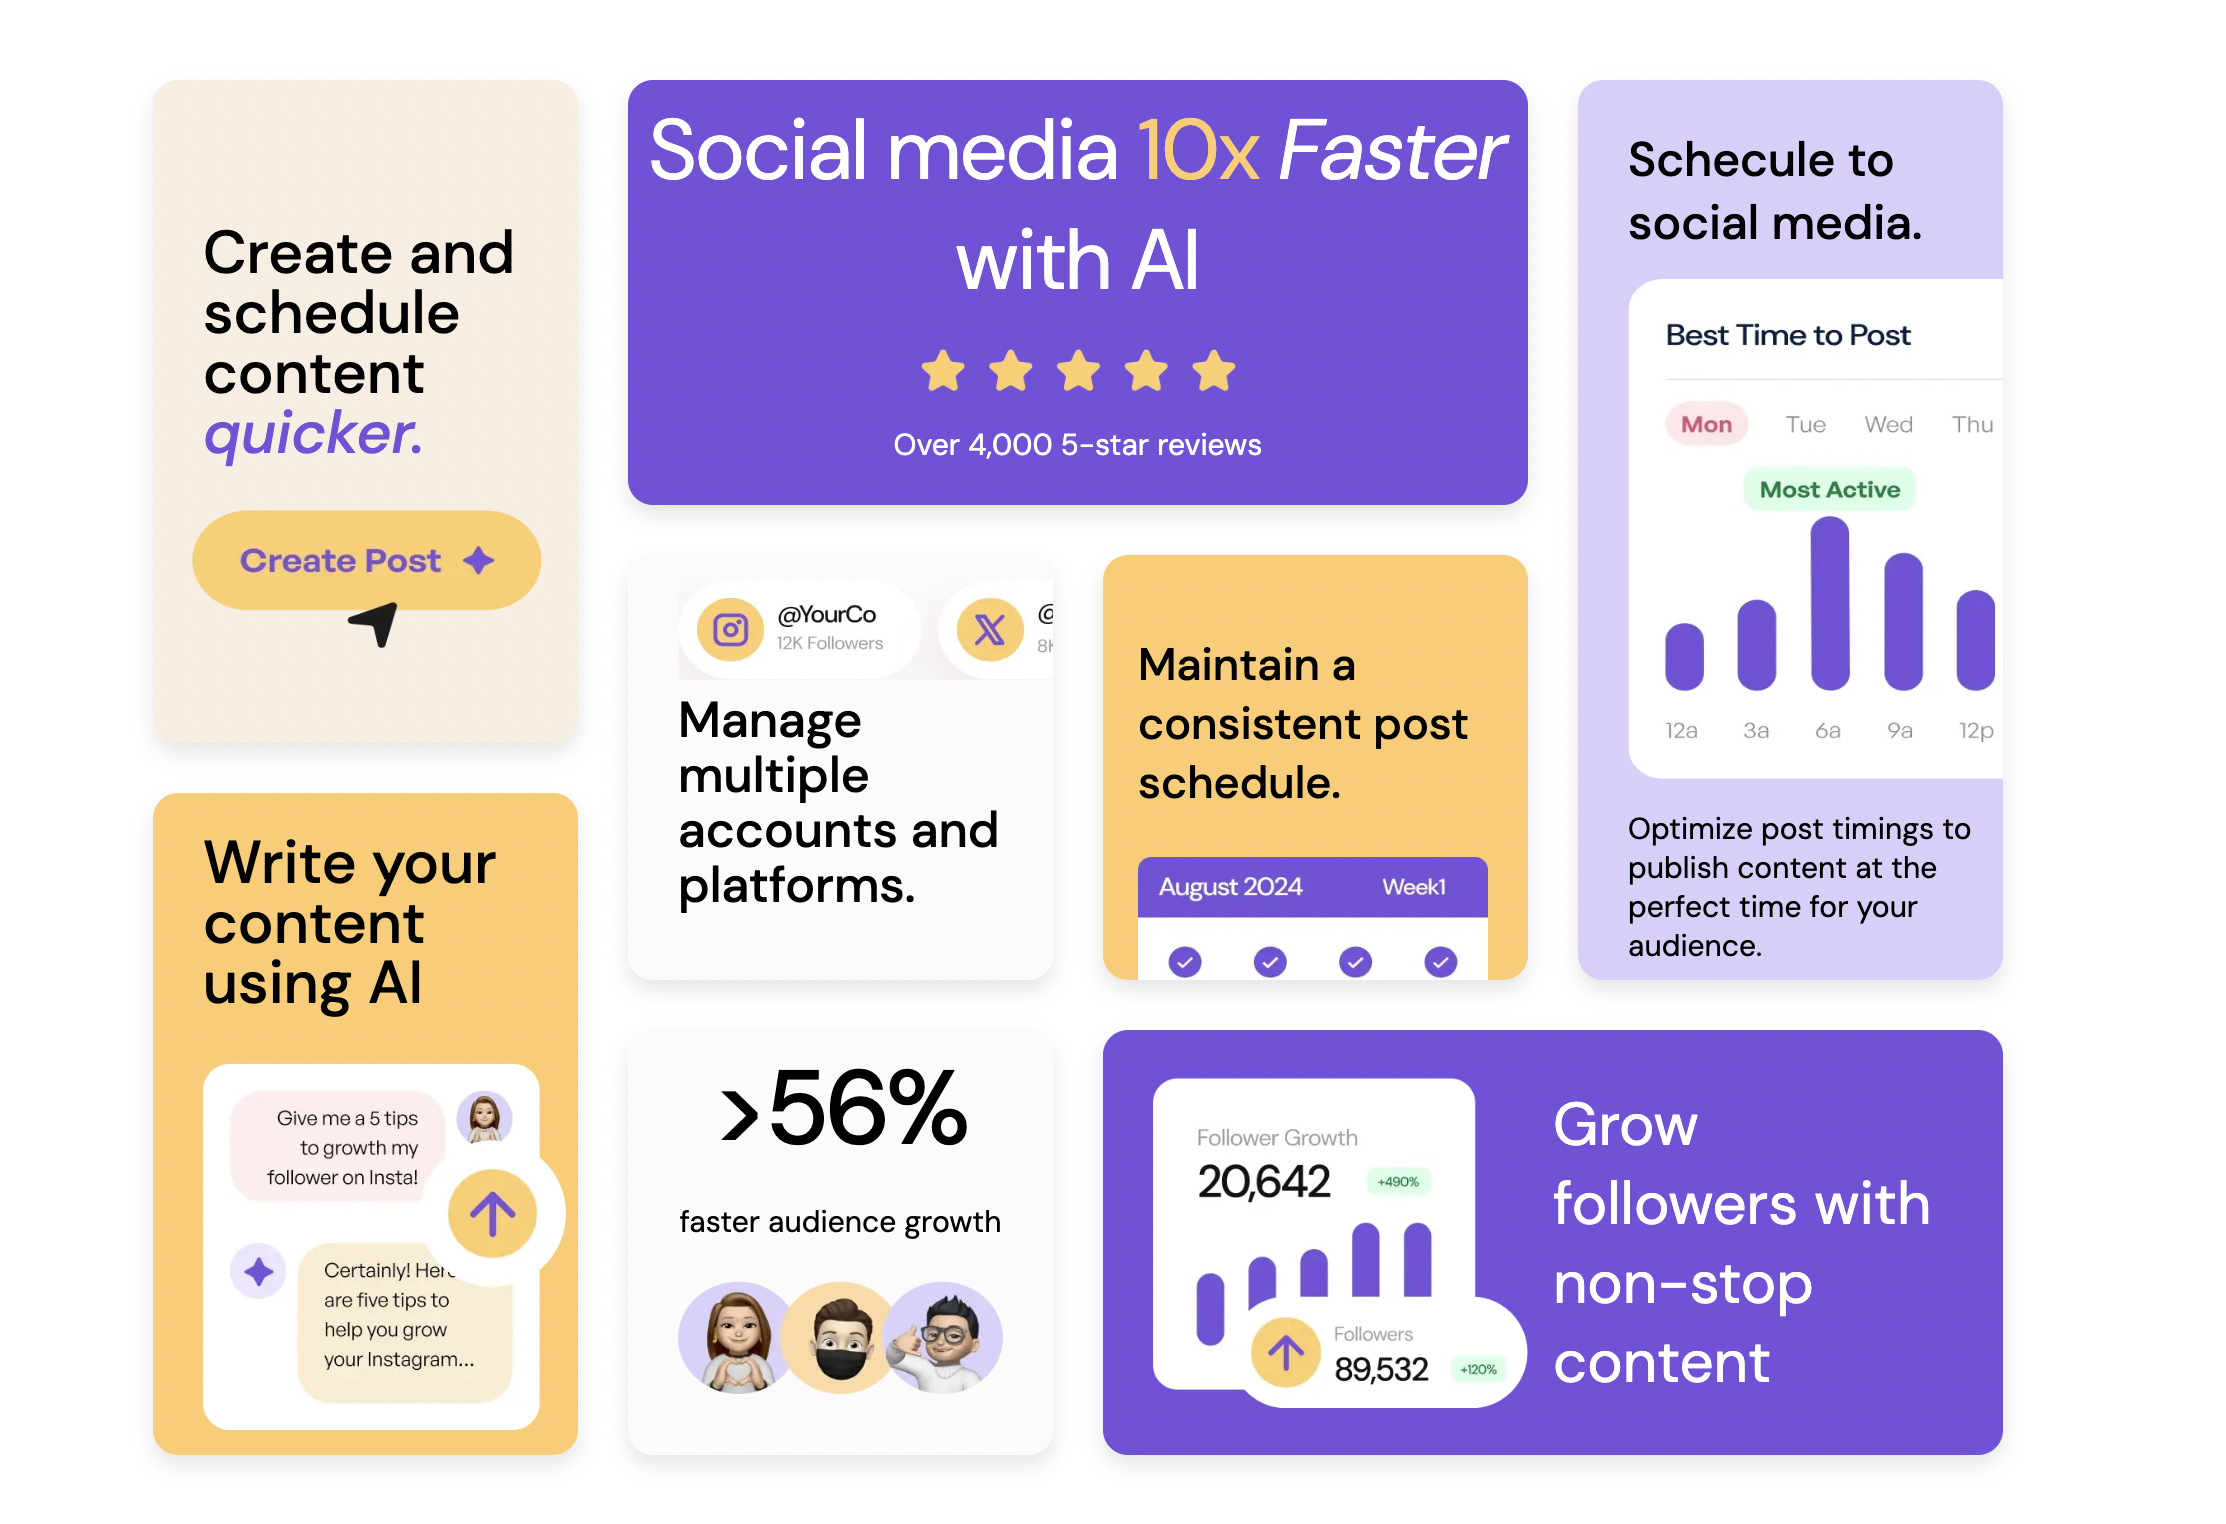 Create and
schedule
content
quicker.
Create Post
Social media 10x Faster
with AI
Over 4,000 5-star reviews
Schecule to
social media.
Best Time to Post
Mon Tue Wed Thu
Most Active
12a 3a 6a 9a 12p
Optimize post timings to
publish content at the
perfect time for your
audience.
@YourCo
12K Followers
@
8K
Manage
multiple
accounts and
platforms.
Maintain a
consistent post
schedule.
August 2024 Week1
Write your
content
using AI
Give me a 5 tips
to growth my
follower on Insta!
Certainly! Here
are five tips to
help you grow
your Instagram...
>56%
faster audience growth
Follower Growth
20,642 +490%
Followers
89,532 +120%
Grow
followers with
non-stop
content